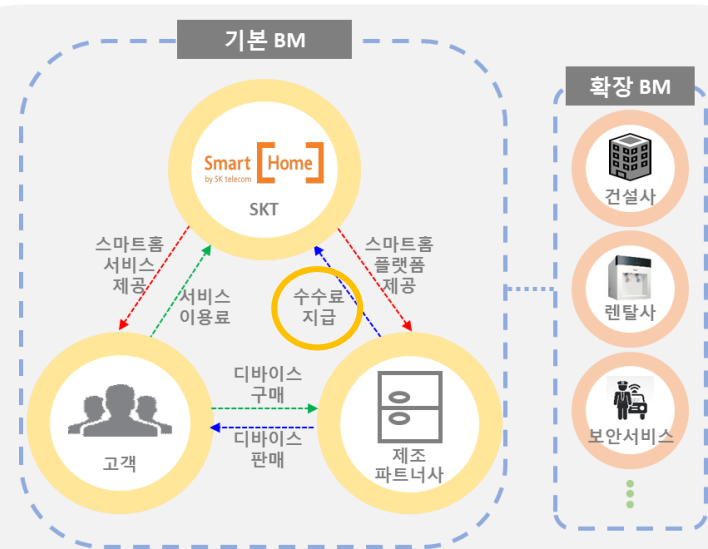 기본 BM
확장 BM
Smart [Home]
by SK telecom
SKT
건설사
스마트홈
서비스
제공
서비스
이용료
수수료
지급
스마트홈
플랫폼
제공
렌탈사
디바이스
구매
디바이스
판매
고객
제조
파트너사
보안서비스